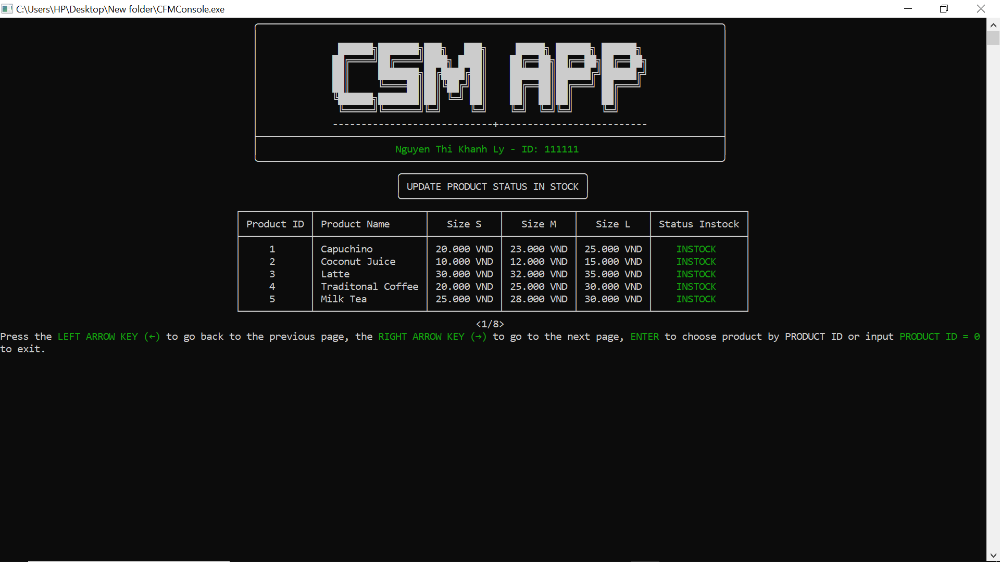 C:\Users\HP\Desktop\New folder\CFMConsole.exe
CSM APP
----------------------------+--------------------------
Nguyen Thi Khanh Ly - ID: 111111
UPDATE PRODUCT STATUS IN STOCK
Product ID Product Name Size S Size M Size L Status Instock
1 Capuchino 20.000 VND 23.000 VND 25.000 VND INSTOCK
2 Coconut Juice 10.000 VND 12.000 VND 15.000 VND INSTOCK
3 Latte 30.000 VND 32.000 VND 35.000 VND INSTOCK
4 Traditonal Coffee 20.000 VND 25.000 VND 30.000 VND INSTOCK
5 Milk Tea 25.000 VND 28.000 VND 30.000 VND INSTOCK
<1/8>
Press the LEFT ARROW KEY (←) to go back to the previous page, the RIGHT ARROW KEY (→) to go to the next page, ENTER to choose product by PRODUCT ID or input PRODUCT ID = 0
to exit.